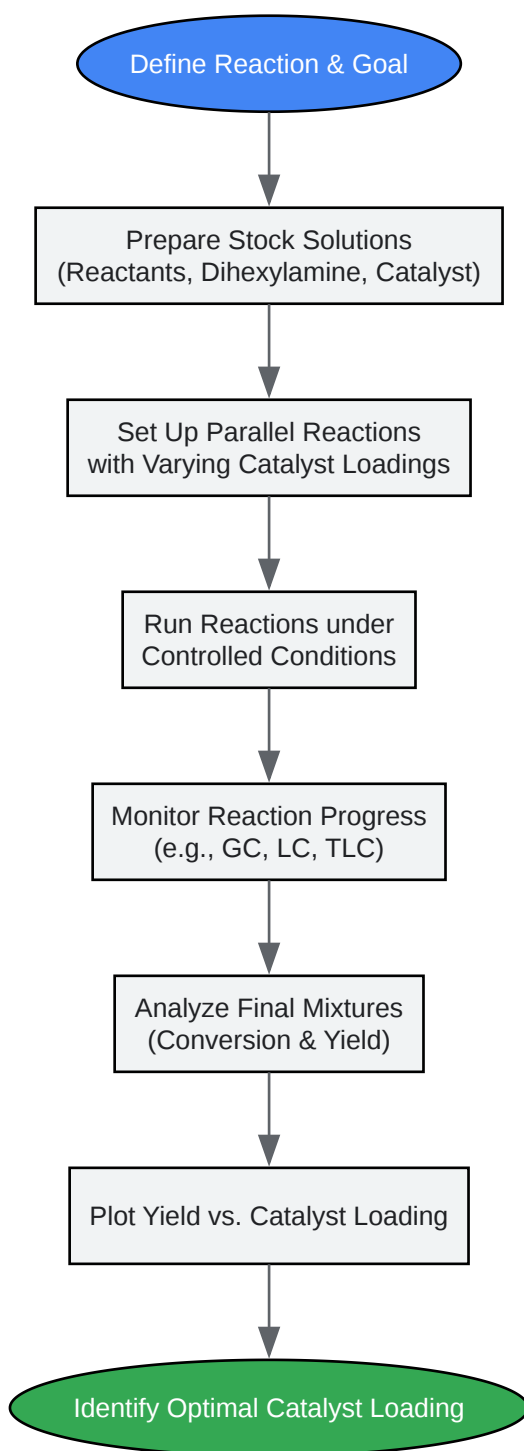 Define Reaction & Goal
Prepare Stock Solutions
(Reactants, Dihexylamine, Catalyst)
Set Up Parallel Reactions
with Varying Catalyst Loadings
Run Reactions under
Controlled Conditions
Monitor Reaction Progress
(e.g., GC, LC, TLC)
Analyze Final Mixtures
(Conversion & Yield)
Plot Yield vs. Catalyst Loading
Identify Optimal Catalyst Loading